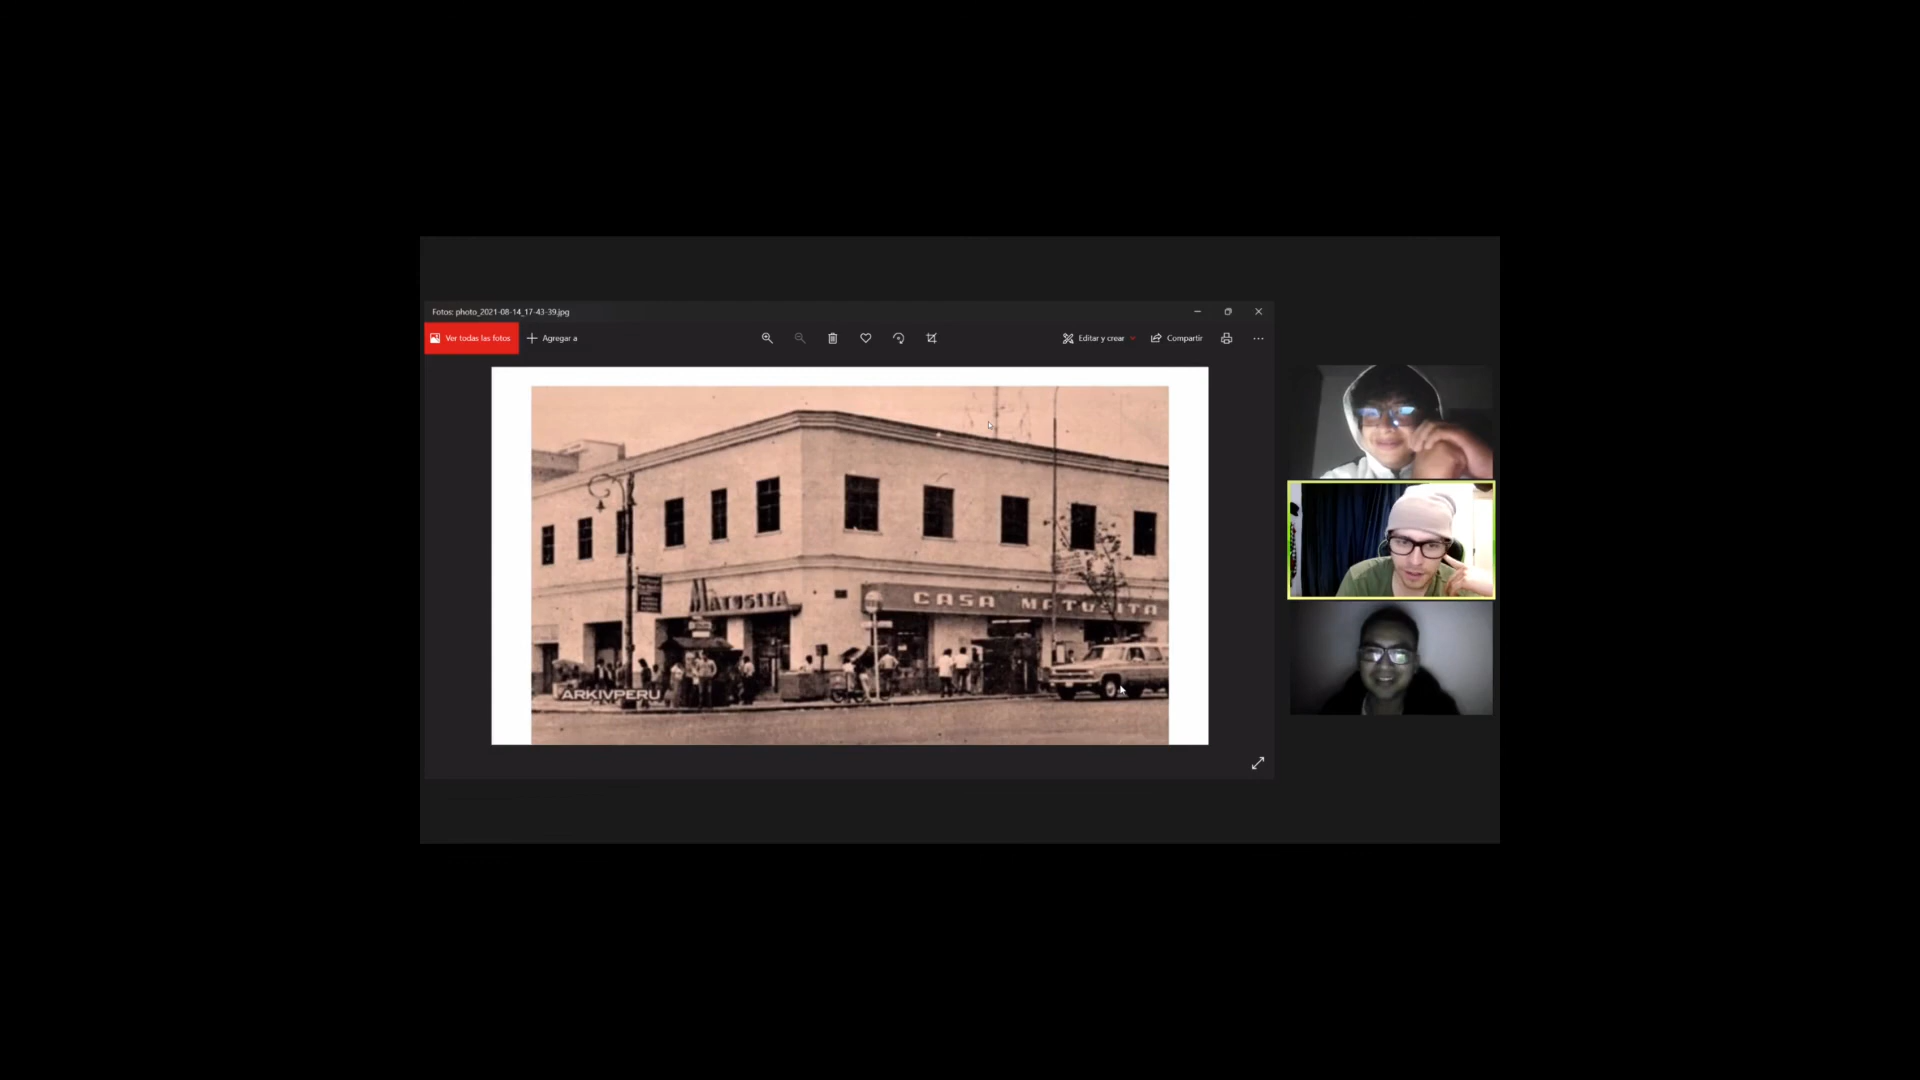 Fotos: photo_2021-08-14_17-43-39.jpg
Ver todas las fotos
Agregar a
Editar y crear
Compartir
MATUSITA
CASA MATUSITA
ARKIVPERU